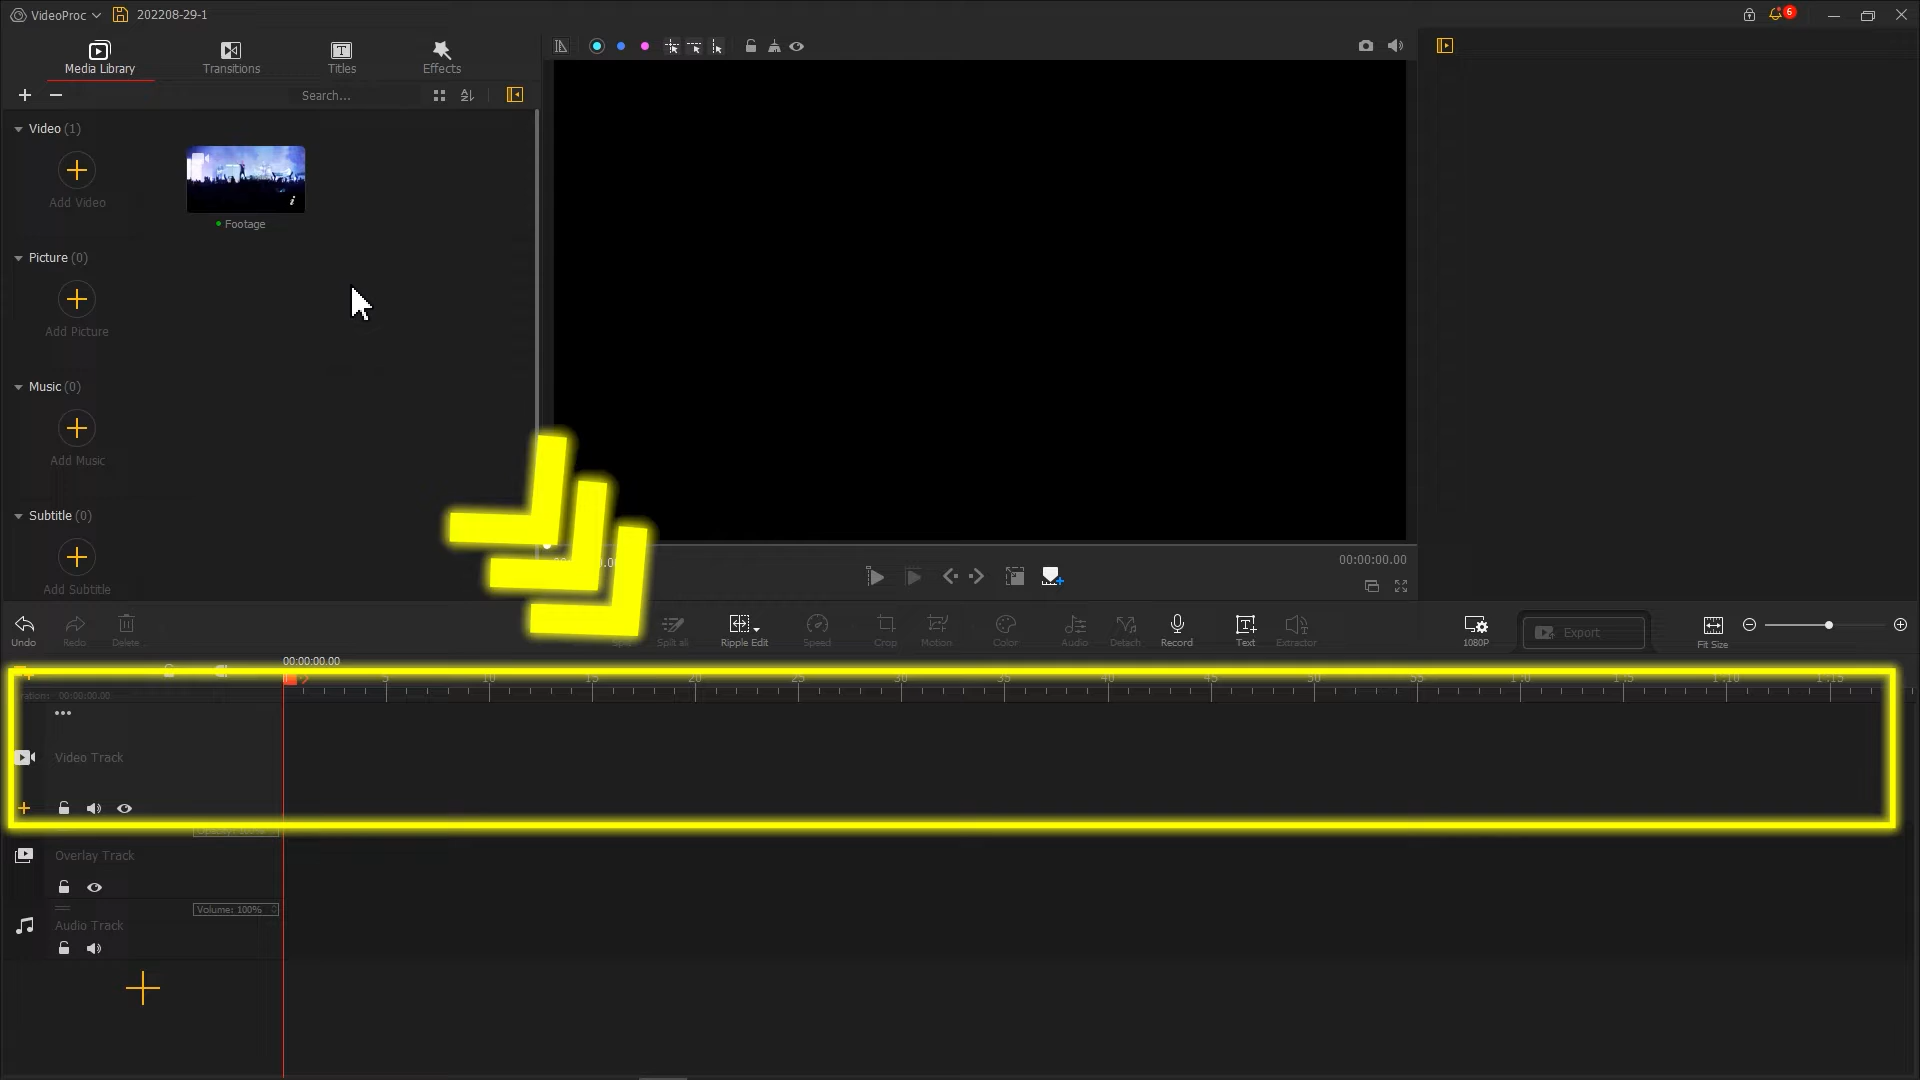 VideoProc 202208-29-1 6
Media Library Transitions Titles Effects
Search...
Video (1)
Add Video
Footage
Picture (0)
Add Picture
Music (0)
Add Music
Subtitle (0)
Add Subtitle
00:00:00.00
Undo Redo Delete Split all Ripple Edit Speed Crop Motion Color Audio Detach Record Text Extractor 1080P Export Fit Size
00:00:00.00
5 10 15 20 25 30 35 40 45 50 55 1:0 1:5 1:10 1:15
00:00:00.00
Video Track
Opacity: 100%
Overlay Track
Volume: 100%
Audio Track